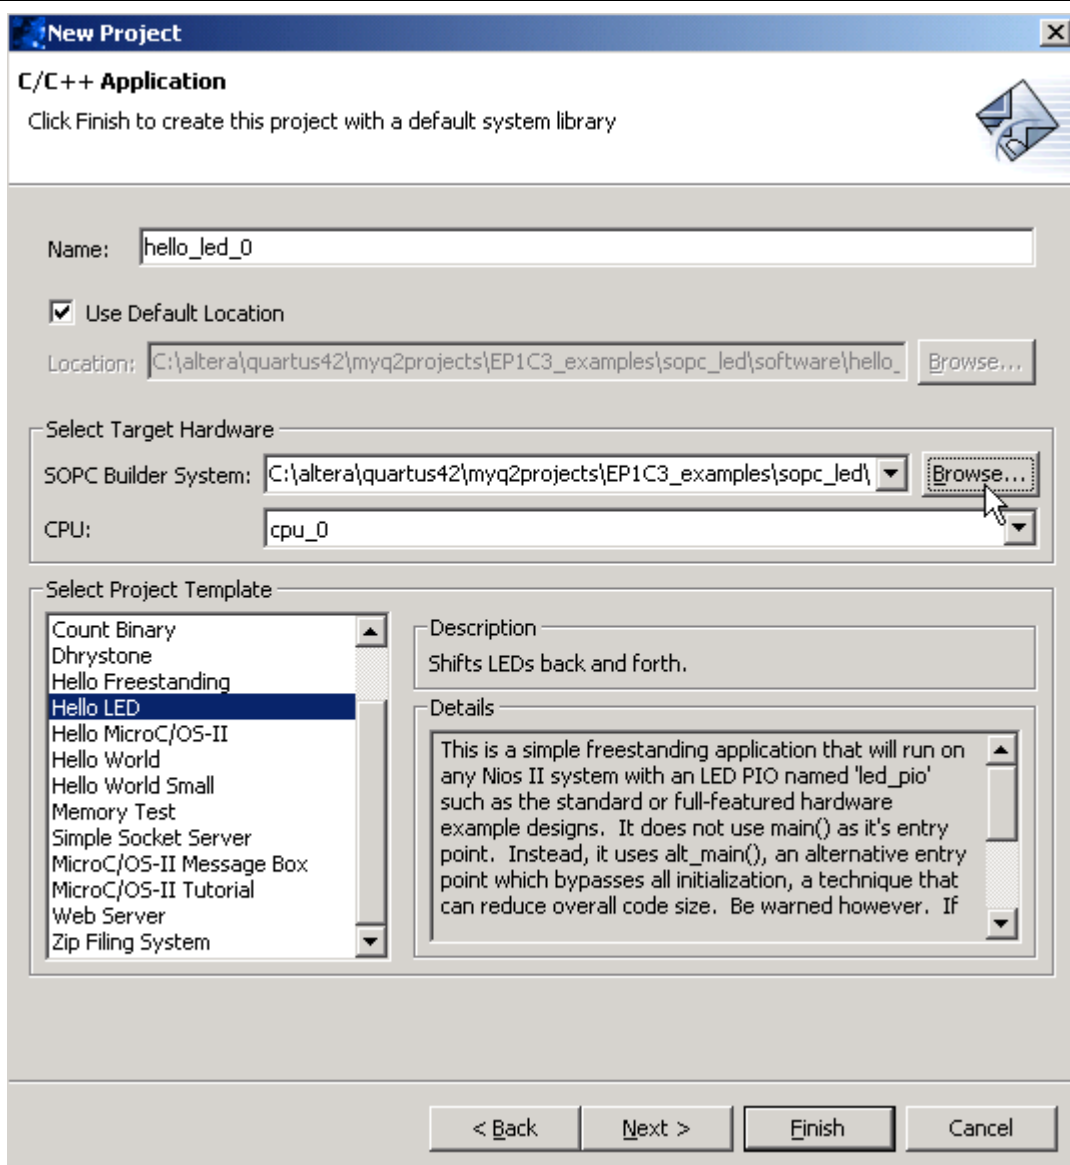 New Project
C/C++ Application
Click Finish to create this project with a default system library
Name: hello_led_0
Use Default Location
Location: C:\altera\quartus42\myq2projects\EP1C3_examples\sopc_led\software\hello_ Browse...
Select Target Hardware
SOPC Builder System: C:\altera\quartus42\myq2projects\EP1C3_examples\sopc_led\ Browse...
CPU: cpu_0
Select Project Template
Count Binary
Dhrystone
Hello Freestanding
Hello LED
Hello MicroC/OS-II
Hello World
Hello World Small
Memory Test
Simple Socket Server
MicroC/OS-II Message Box
MicroC/OS-II Tutorial
Web Server
Zip Filing System
Description
Shifts LEDs back and forth.
Details
This is a simple freestanding application that will run on
any Nios II system with an LED PIO named 'led_pio'
such as the standard or full-featured hardware
example designs. It does not use main() as it's entry
point. Instead, it uses alt_main(), an alternative entry
point which bypasses all initialization, a technique that
can reduce overall code size. Be warned however. If
< Back Next > Finish Cancel